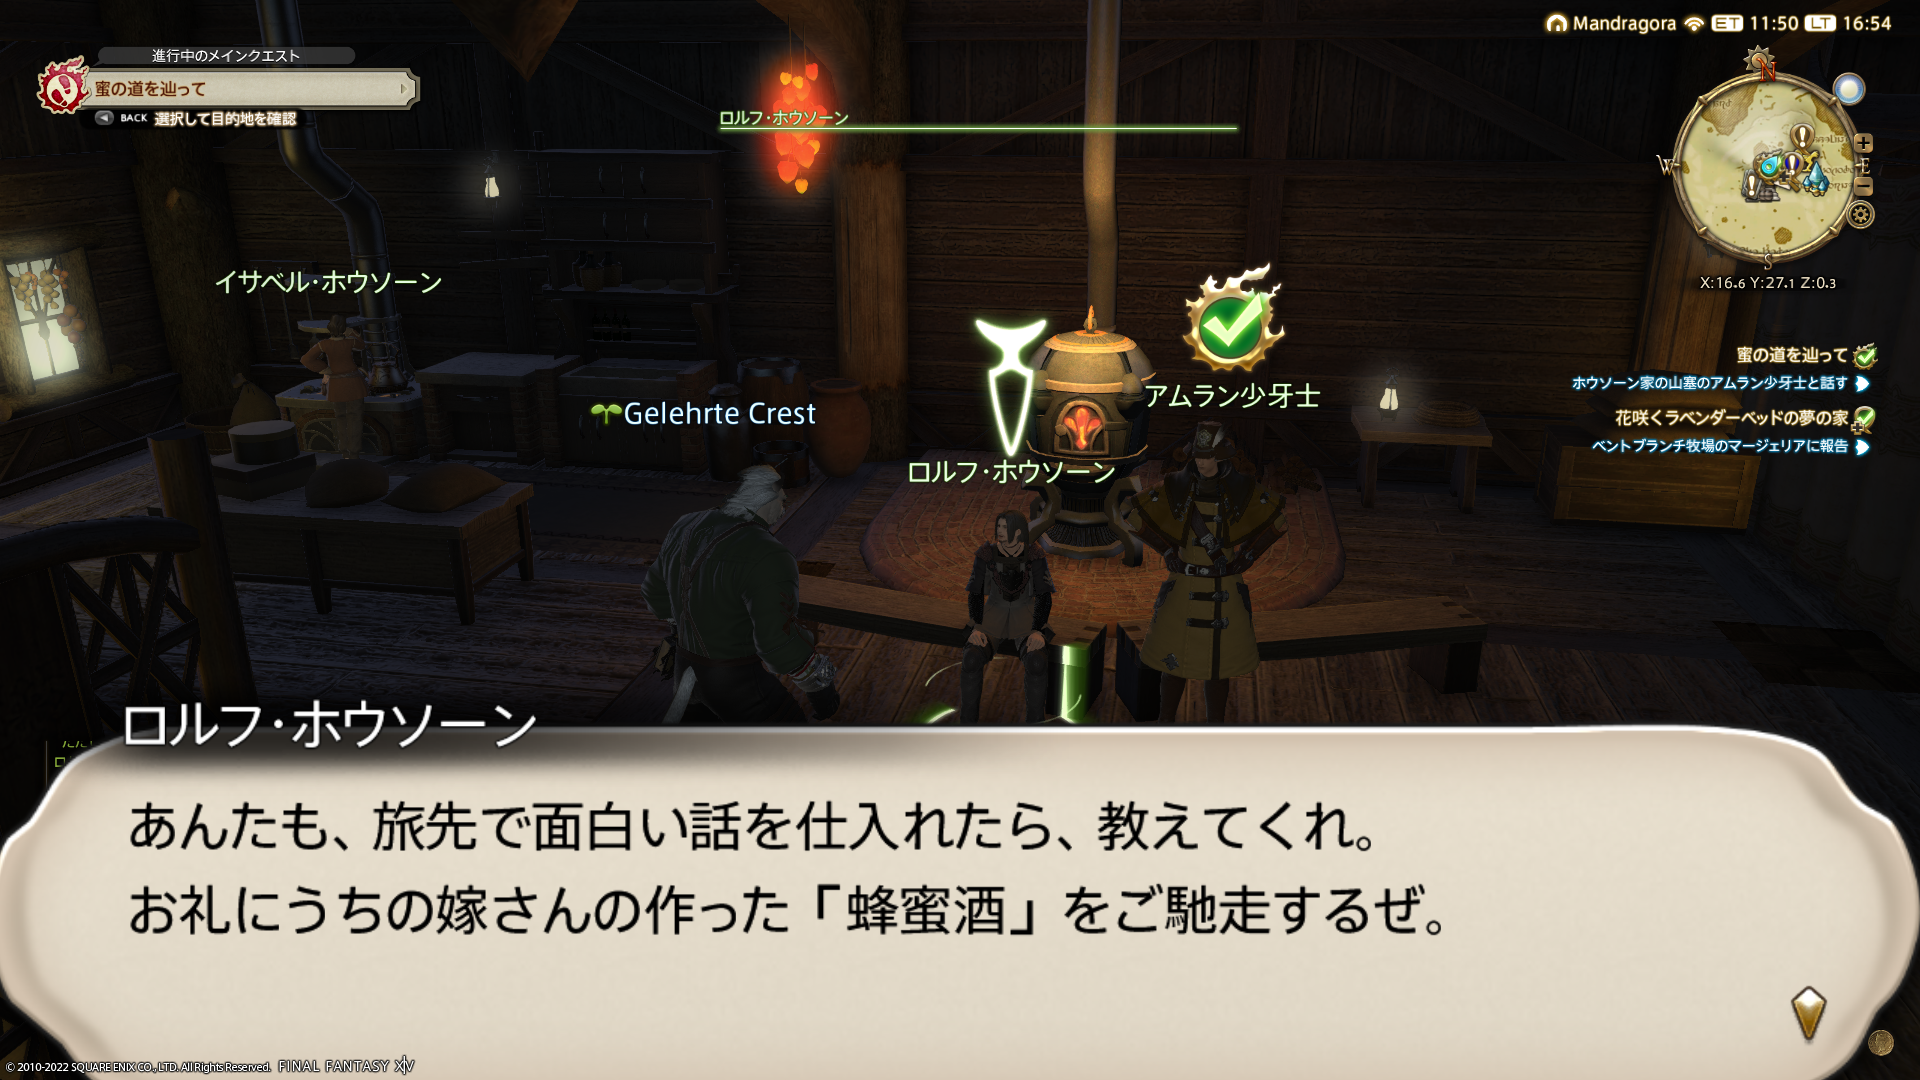 進行中のメインクエスト
蜜の道を辿って
BACK 選択して目的地を確認
Mandragora ET 11:50 LT 16:54
ロルフ・ホウソーン
N
W
E
S
X:16.6 Y:27.1 Z:0.3
イサベル・ホウソーン
蜜の道を辿って
ホウソーン家の山塞のアムラン少牙士と話す
花咲くラベンダーベッドの夢の家
ベントブランチ牧場のマージェリアに報告
アムラン少牙士
Gelehrte Crest
ロルフ・ホウソーン
ロルフ・ホウソーン
あんたも、旅先で面白い話を仕入れたら、教えてくれ。
お礼にうちの嫁さんの作った「蜂蜜酒」をご馳走するぜ。
© 2010-2022 SQUARE ENIX CO., LTD. All Rights Reserved. FINAL FANTASY XIV